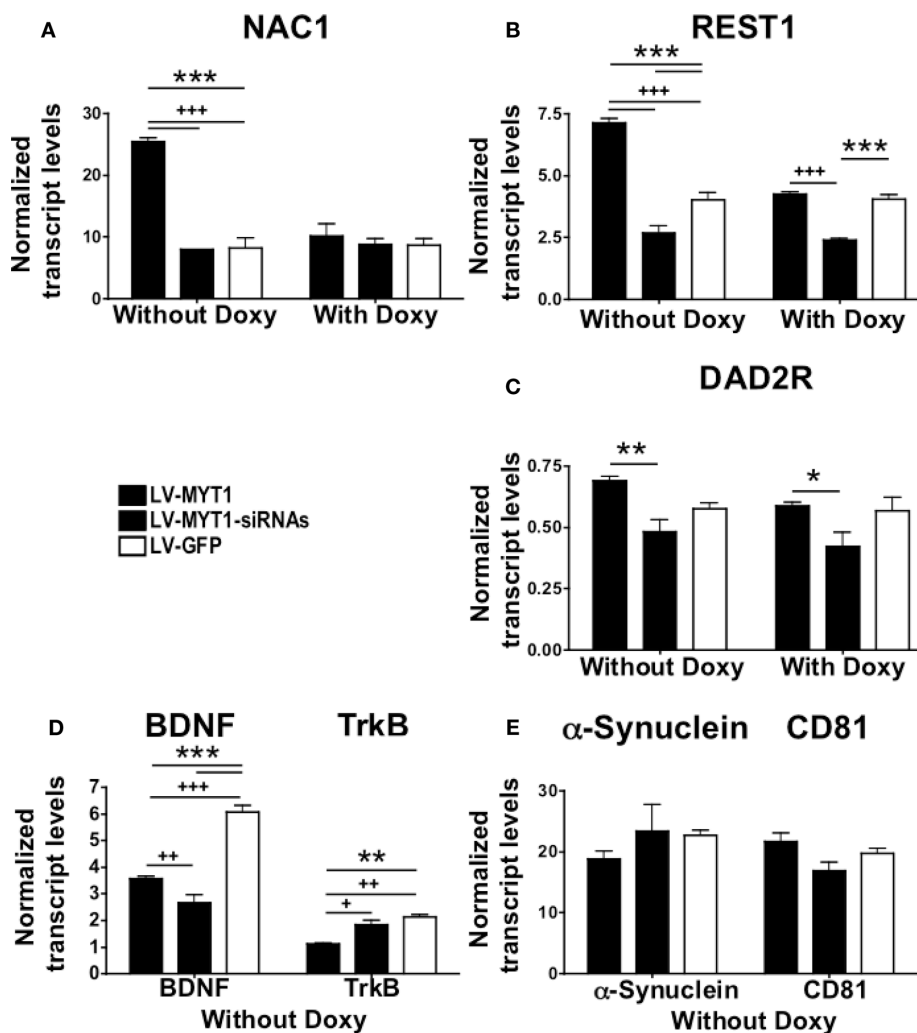 A
NAC1
***
+++
30
20
10
0
Normalized
transcript levels
Without Doxy
With Doxy
B
REST1
***
+++
+++
***
7.5
5.0
2.5
0.0
Normalized
transcript levels
Without Doxy
With Doxy
C
DAD2R
**
*
0.75
0.50
0.25
0.00
Normalized
transcript levels
Without Doxy
With Doxy
LV-MYT1
LV-MYT1-siRNAs
LV-GFP
D
BDNF
TrkB
***
+++
++
**
++
+
7
6
5
4
3
2
1
0
Normalized
transcript levels
BDNF
TrkB
Without Doxy
E
α-Synuclein
CD81
30
20
10
0
Normalized
transcript levels
α-Synuclein
CD81
Without Doxy